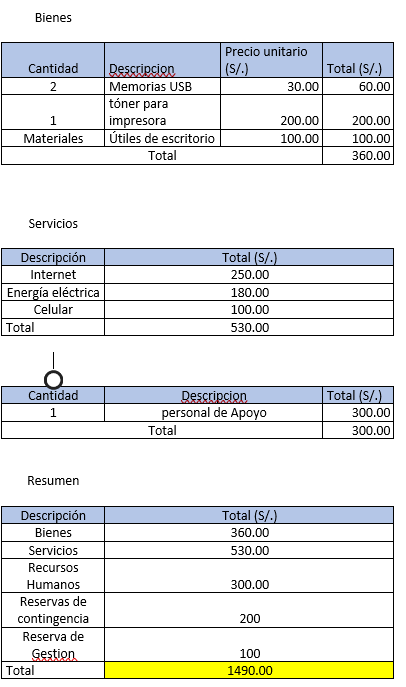 Bienes
Cantidad Descripcion Precio unitario (S/.) Total (S/.)
2 Memorias USB 30.00 60.00
1 tóner para impresora 200.00 200.00
Materiales Útiles de escritorio 100.00 100.00
Total 360.00
Servicios
Descripción Total (S/.)
Internet 250.00
Energía eléctrica 180.00
Celular 100.00
Total 530.00
Cantidad Descripcion Total (S/.)
1 personal de Apoyo 300.00
Total 300.00
Resumen
Descripción Total (S/.)
Bienes 360.00
Servicios 530.00
Recursos Humanos 300.00
Reservas de contingencia 200
Reserva de Gestion 100
Total 1490.00